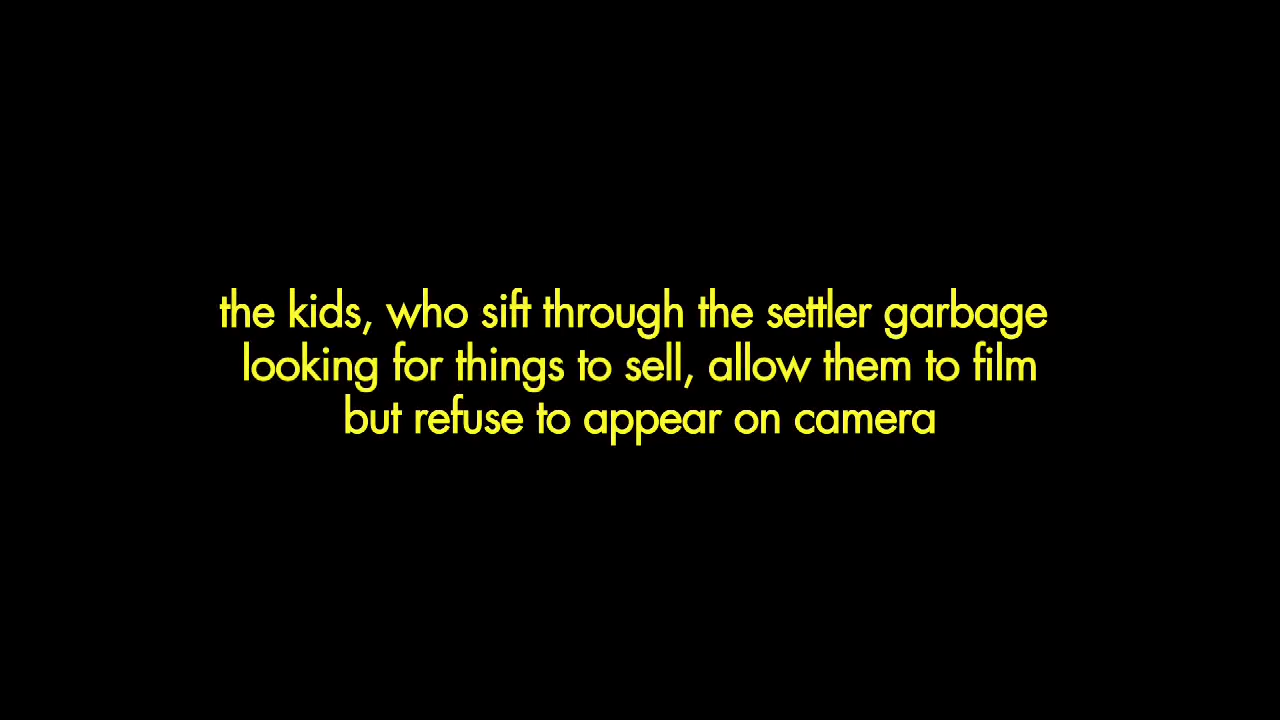 the kids, who sift through the settler garbage
looking for things to sell, allow them to film
but refuse to appear on camera